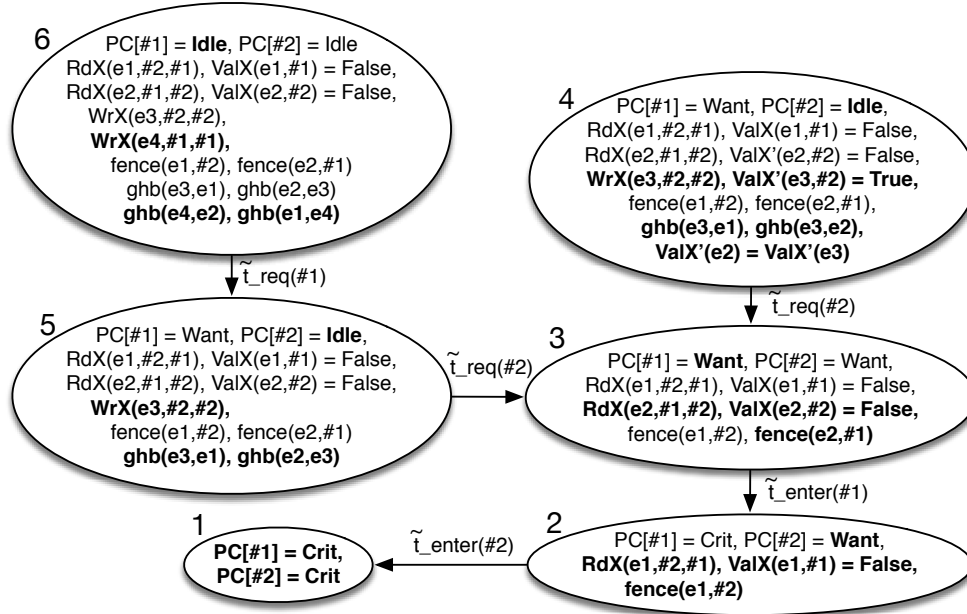 6
PC[#1] = Idle, PC[#2] = Idle
RdX(e1,#2,#1), ValX(e1,#1) = False,
RdX(e2,#1,#2), ValX(e2,#2) = False,
WrX(e3,#2,#2),
WrX(e4,#1,#1),
fence(e1,#2), fence(e2,#1)
ghb(e3,e1), ghb(e2,e3)
ghb(e4,e2), ghb(e1,e4)
t̃_req(#1)
4
PC[#1] = Want, PC[#2] = Idle,
RdX(e1,#2,#1), ValX(e1,#1) = False,
RdX(e2,#1,#2), ValX'(e2,#2) = False,
WrX(e3,#2,#2), ValX'(e3,#2) = True,
fence(e1,#2), fence(e2,#1),
ghb(e3,e1), ghb(e3,e2),
ValX'(e2) = ValX'(e3)
t̃_req(#2)
5
PC[#1] = Want, PC[#2] = Idle,
RdX(e1,#2,#1), ValX(e1,#1) = False,
RdX(e2,#1,#2), ValX(e2,#2) = False,
WrX(e3,#2,#2),
fence(e1,#2), fence(e2,#1)
ghb(e3,e1), ghb(e2,e3)
t̃_req(#2)
3
PC[#1] = Want, PC[#2] = Want,
RdX(e1,#2,#1), ValX(e1,#1) = False,
RdX(e2,#1,#2), ValX(e2,#2) = False,
fence(e1,#2), fence(e2,#1)
t̃_enter(#1)
1
PC[#1] = Crit,
PC[#2] = Crit
t̃_enter(#2)
2
PC[#1] = Crit, PC[#2] = Want,
RdX(e1,#2,#1), ValX(e1,#1) = False,
fence(e1,#2)